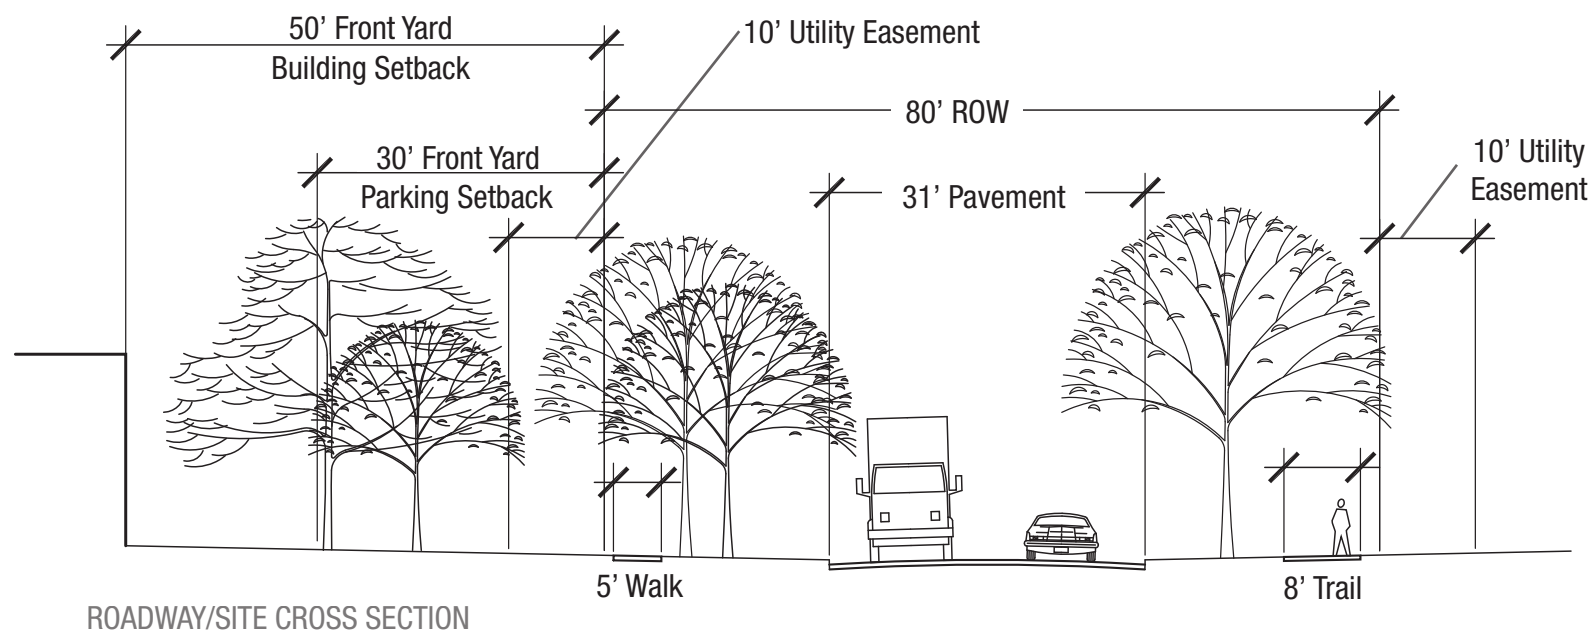 50’ Front Yard
Building Setback
10’ Utility Easement
80’ ROW
30’ Front Yard
Parking Setback
31’ Pavement
10’ Utility
Easement
5’ Walk
8’ Trail
ROADWAY/SITE CROSS SECTION